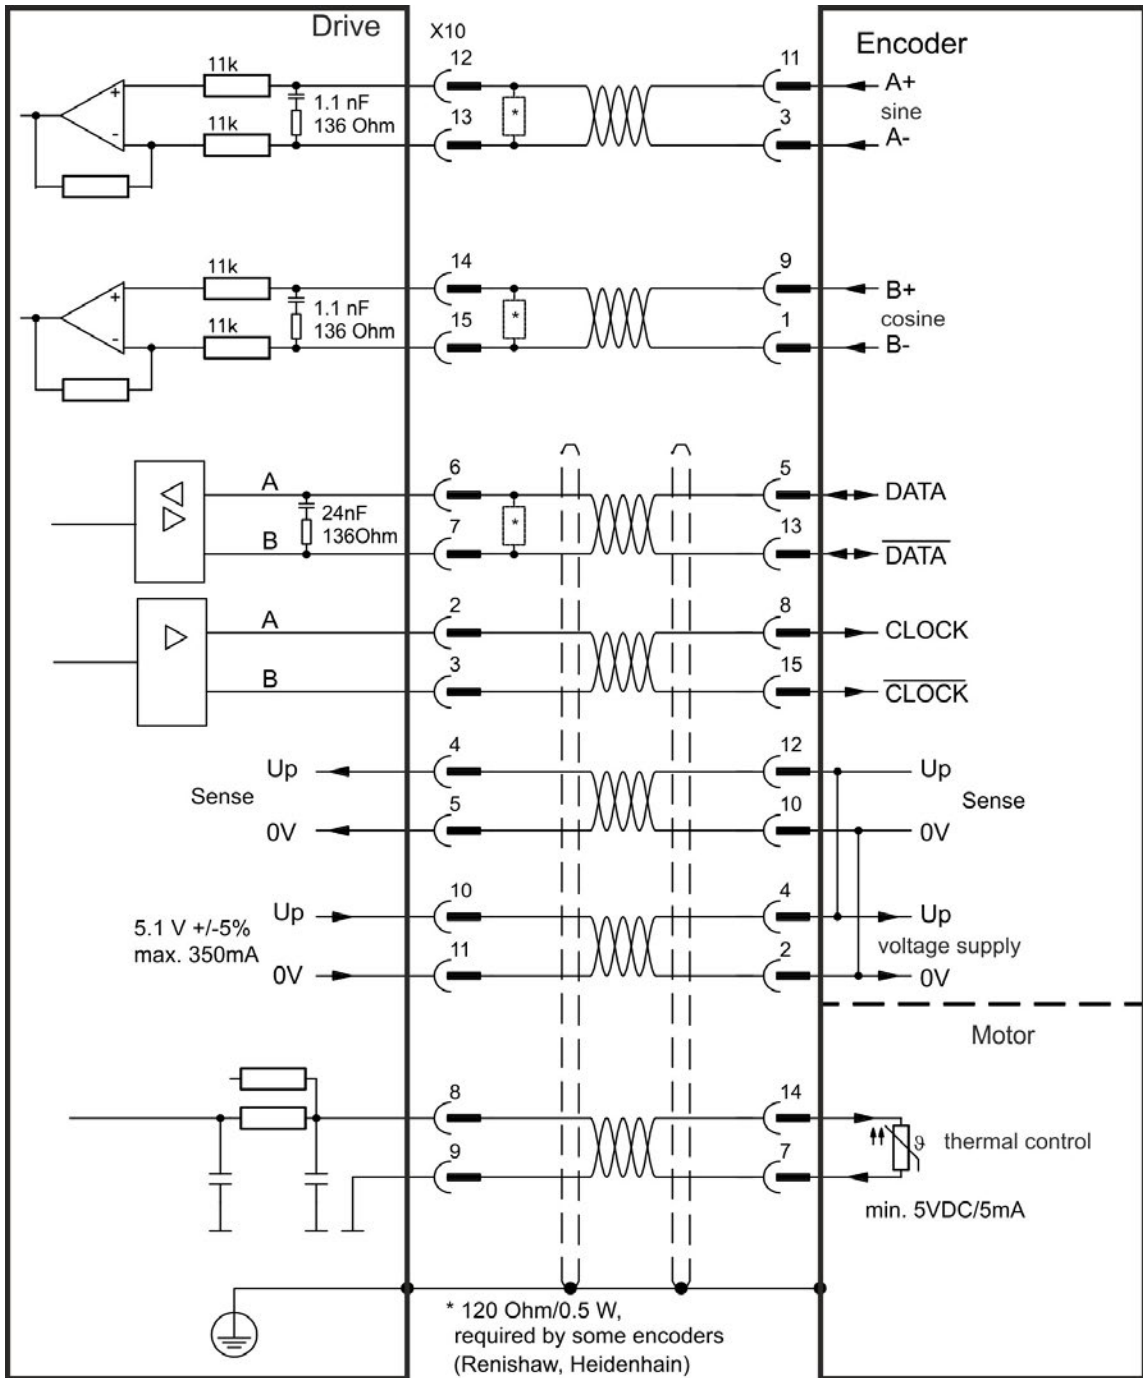 Drive
X10
Encoder
11k
12
11
A+
1.1 nF
sine
11k
136 Ohm
13
*
3
A-
11k
14
9
B+
1.1 nF
cosine
11k
136 Ohm
15
*
1
B-
A
6
5
DATA
24nF
136Ohm
B
7
*
13
DATA
A
2
8
CLOCK
B
3
15
CLOCK
Up
4
12
Up
Sense
Sense
0V
5
10
0V
5.1 V +/-5%
max. 350mA
Up
10
4
Up
voltage supply
0V
11
2
0V
Motor
8
14
ϑ thermal control
9
7
min. 5VDC/5mA
* 120 Ohm/0.5 W,
required by some encoders
(Renishaw, Heidenhain)